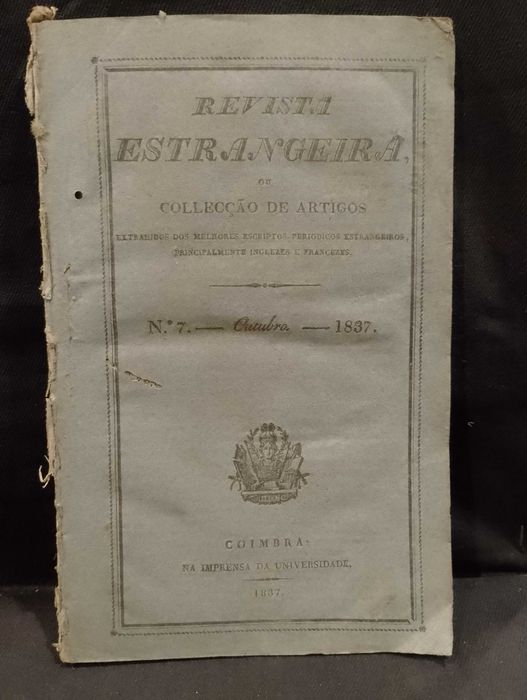 REVISTA
ESTRANGEIRA,
OU
COLLECÇÃO DE ARTIGOS
EXTRAHIDOS DOS MELHORES ESCRIPTOS PERIODICOS ESTRANGEIROS,
PRINCIPALMENTE INGLEZES E FRANCEZES.
N.º 7. — Outubro. — 1837.
COIMBRA:
NA IMPRENSA DA UNIVERSIDADE,
1837.